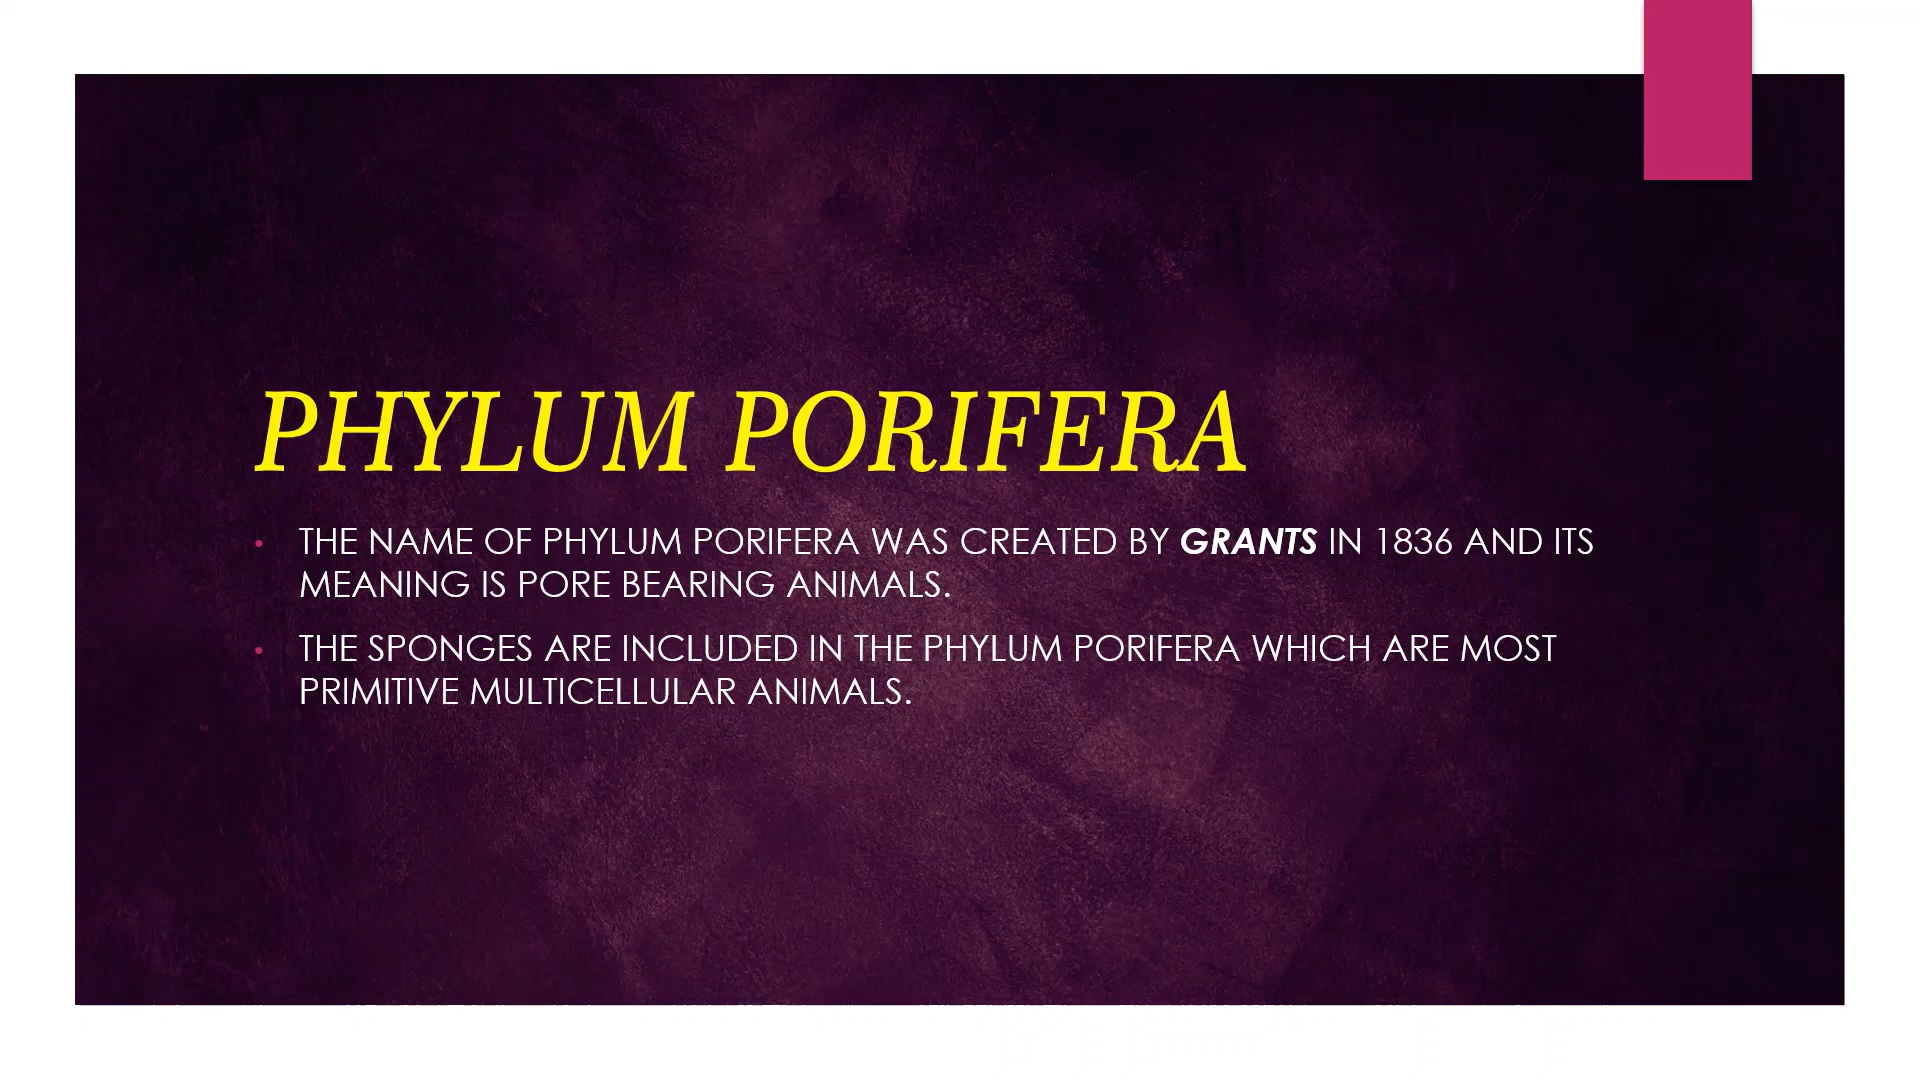 PHYLUM PORIFERA
• THE NAME OF PHYLUM PORIFERA WAS CREATED BY GRANTS IN 1836 AND ITS
MEANING IS PORE BEARING ANIMALS.
• THE SPONGES ARE INCLUDED IN THE PHYLUM PORIFERA WHICH ARE MOST
PRIMITIVE MULTICELLULAR ANIMALS.